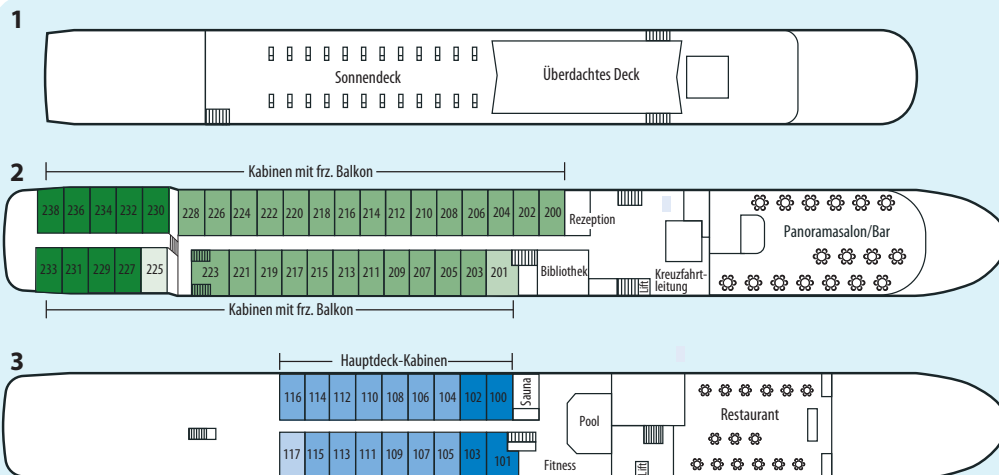 1
Sonnendeck
Überdachtes Deck
2
Kabinen mit frz. Balkon
238 236 234 232 230 228 226 224 222 220 218 216 214 212 210 208 206 204 202 200
Rezeption
Panoramasalon/Bar
233 231 229 227 225 223 221 219 217 215 213 211 209 207 205 203 201
Bibliothek
Lift
Kreuzfahrt-
leitung
Kabinen mit frz. Balkon
3
Hauptdeck-Kabinen
116 114 112 110 108 106 104 102 100
Sauna
Pool
Restaurant
117 115 113 111 109 107 105 103 101
Fitness
Lift